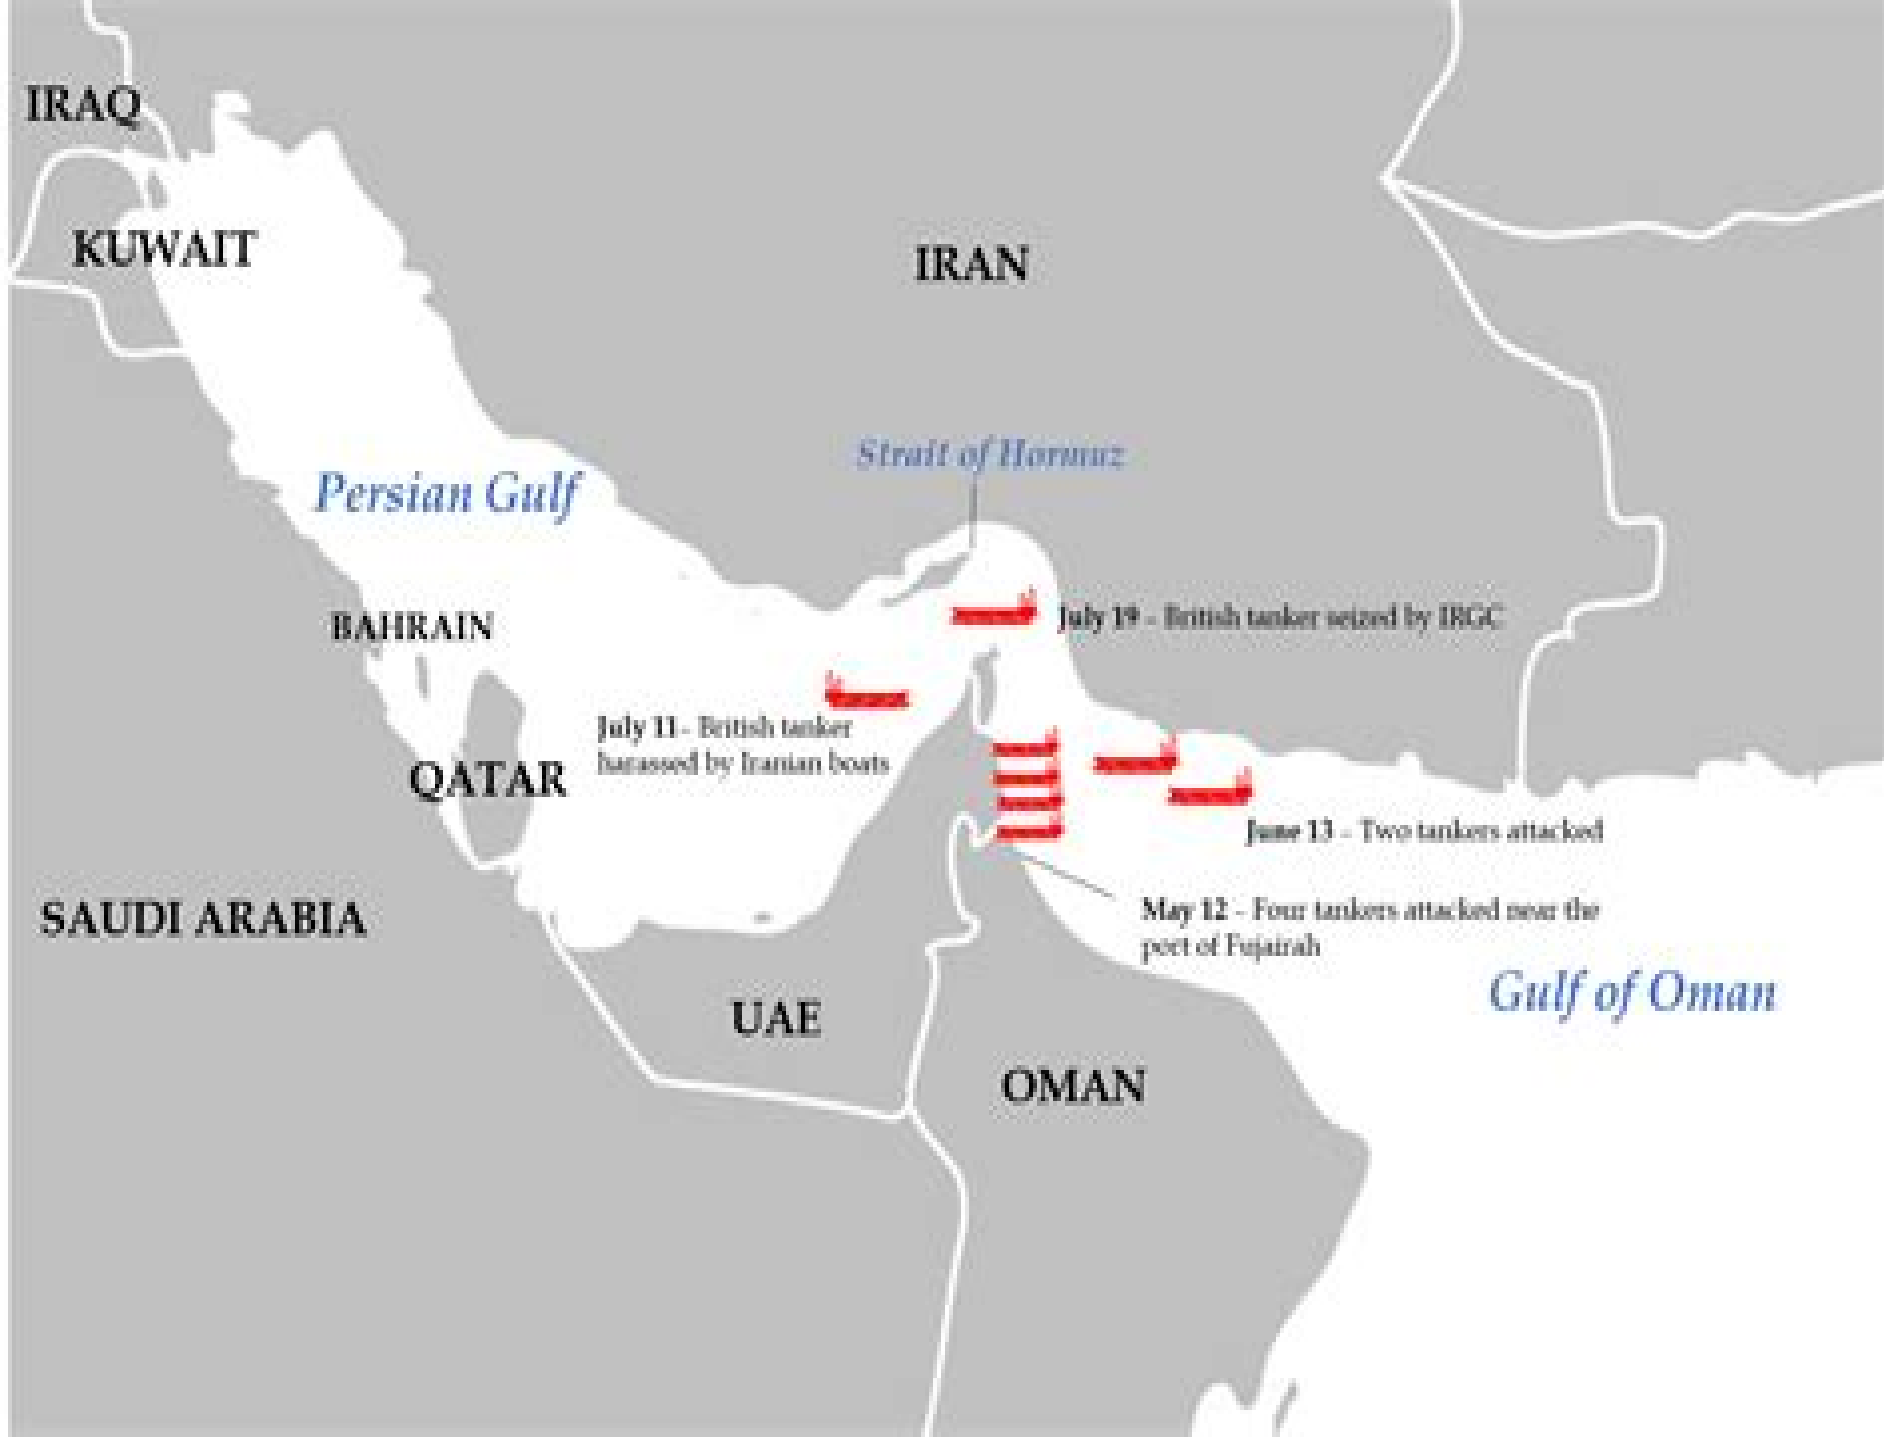 IRAQ
KUWAIT
IRAN
Strait of Hormuz
Persian Gulf
BAHRAIN
July 19 - British tanker seized by IRGC
July 11 - British tanker
harassed by Iranian boats
QATAR
June 13 - Two tankers attacked
SAUDI ARABIA
May 12 - Four tankers attacked near the
port of Fujairah
Gulf of Oman
UAE
OMAN